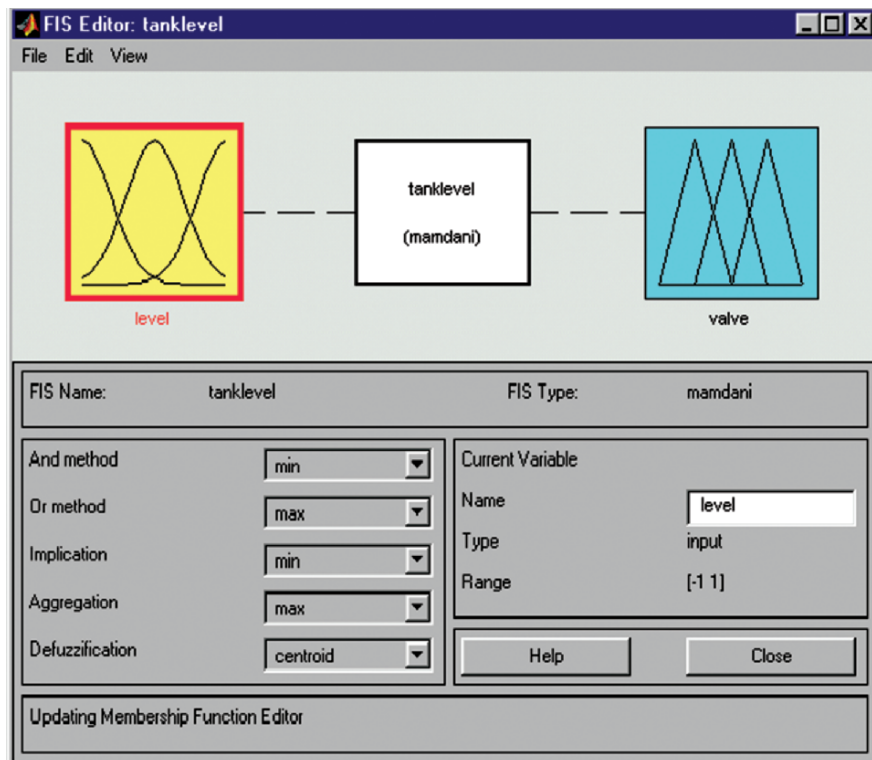 FIS Editor: tanklevel
File Edit View
tanklevel
(mamdani)
level
valve
FIS Name: tanklevel FIS Type: mamdani
And method min
Or method max
Implication min
Aggregation max
Defuzzification centroid
Current Variable
Name level
Type input
Range [-1 1]
Help Close
Updating Membership Function Editor